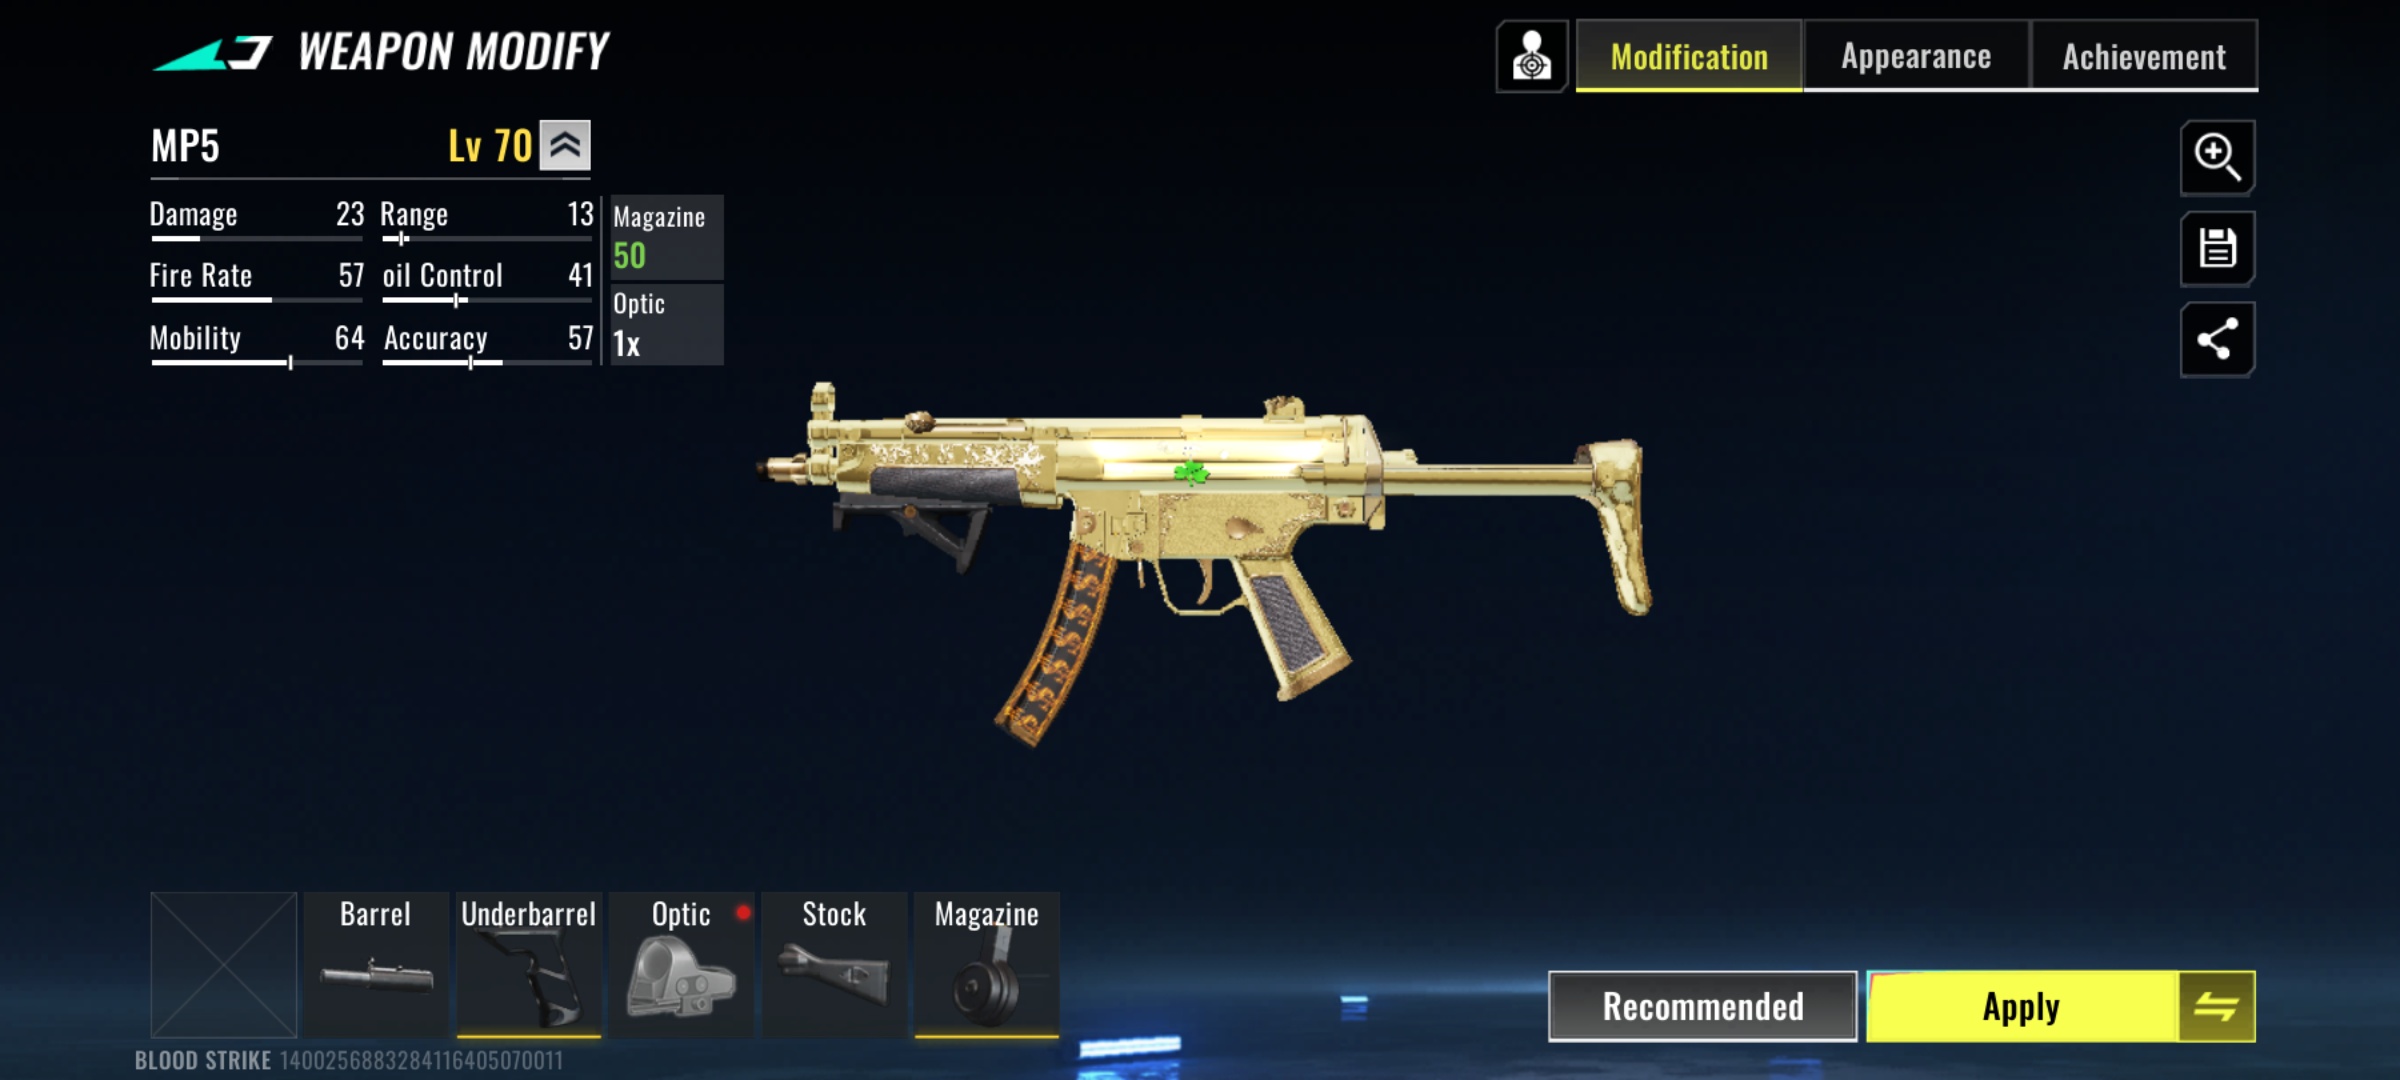 WEAPON MODIFY
Modification
Appearance
Achievement
MP5
Lv 70
Damage 23
Range 13
Magazine
50
Fire Rate 57
oil Control 41
Optic
1x
Mobility 64
Accuracy 57
Barrel
Underbarrel
Optic
Stock
Magazine
Recommended
Apply
BLOOD STRIKE 1400256883284116405070011